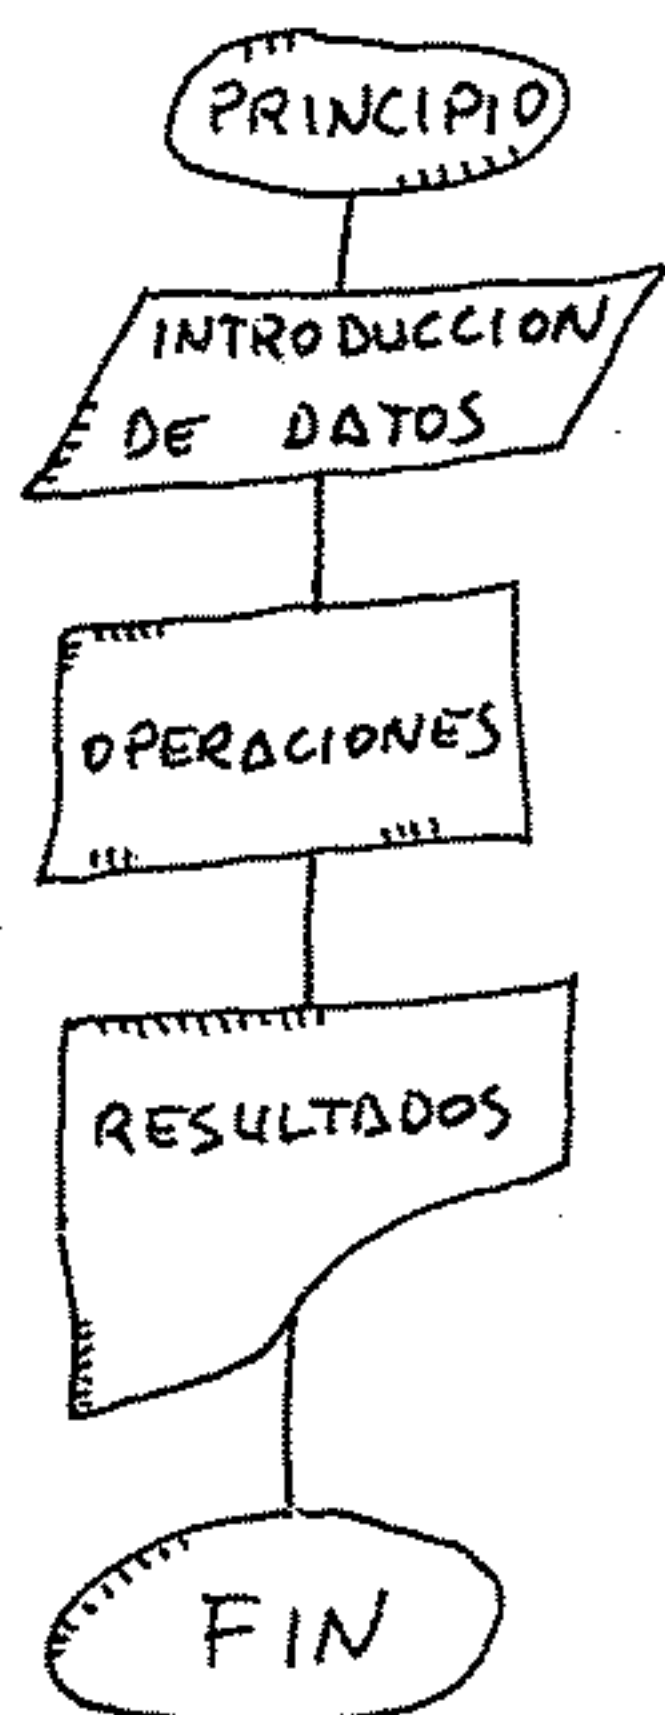 PRINCIPIO
INTRODUCCION
DE DATOS
OPERACIONES
RESULTADOS
FIN